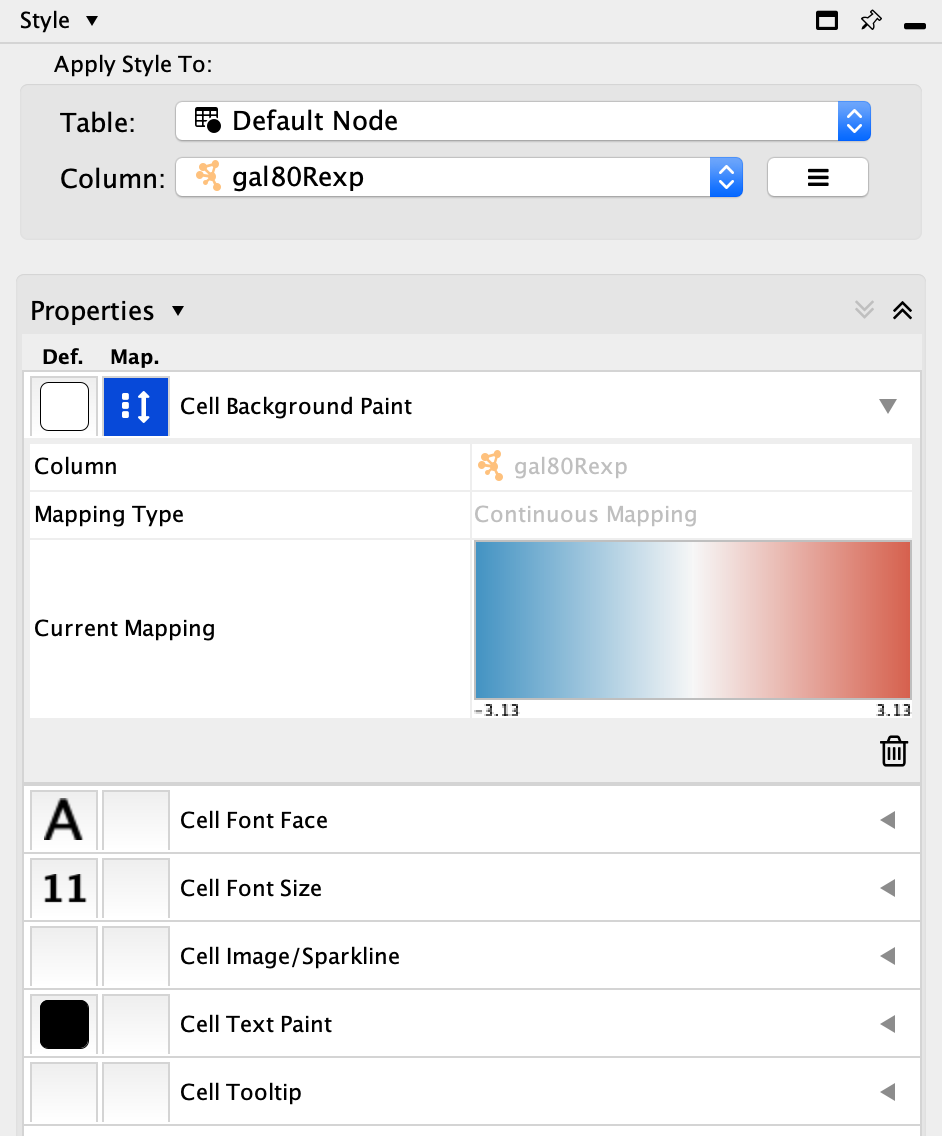 Style
Apply Style To:
Table: Default Node
Column: gal80Rexp
Properties
Def. Map.
Cell Background Paint
Column gal80Rexp
Mapping Type Continuous Mapping
Current Mapping
-3.13 3.13
A Cell Font Face
11 Cell Font Size
Cell Image/Sparkline
Cell Text Paint
Cell Tooltip